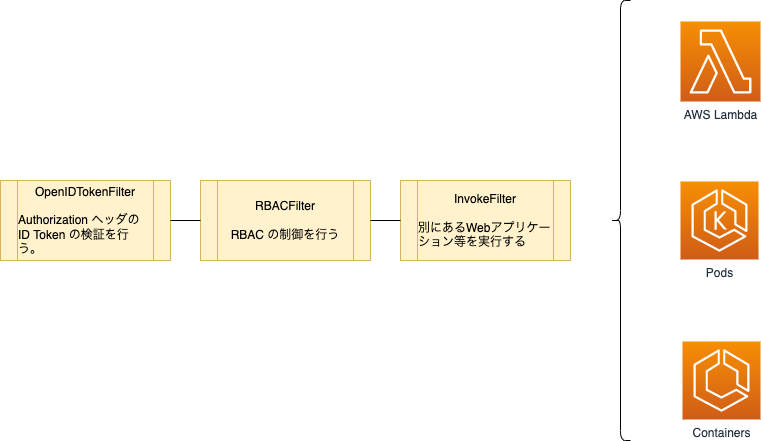 OpenIDTokenFilter
Authorization ヘッダの
ID Token の検証を行
う。
RBACFilter
RBAC の制御を行う
InvokeFilter
別にあるWebアプリケー
ション等を実行する
AWS Lambda
K
Pods
Containers